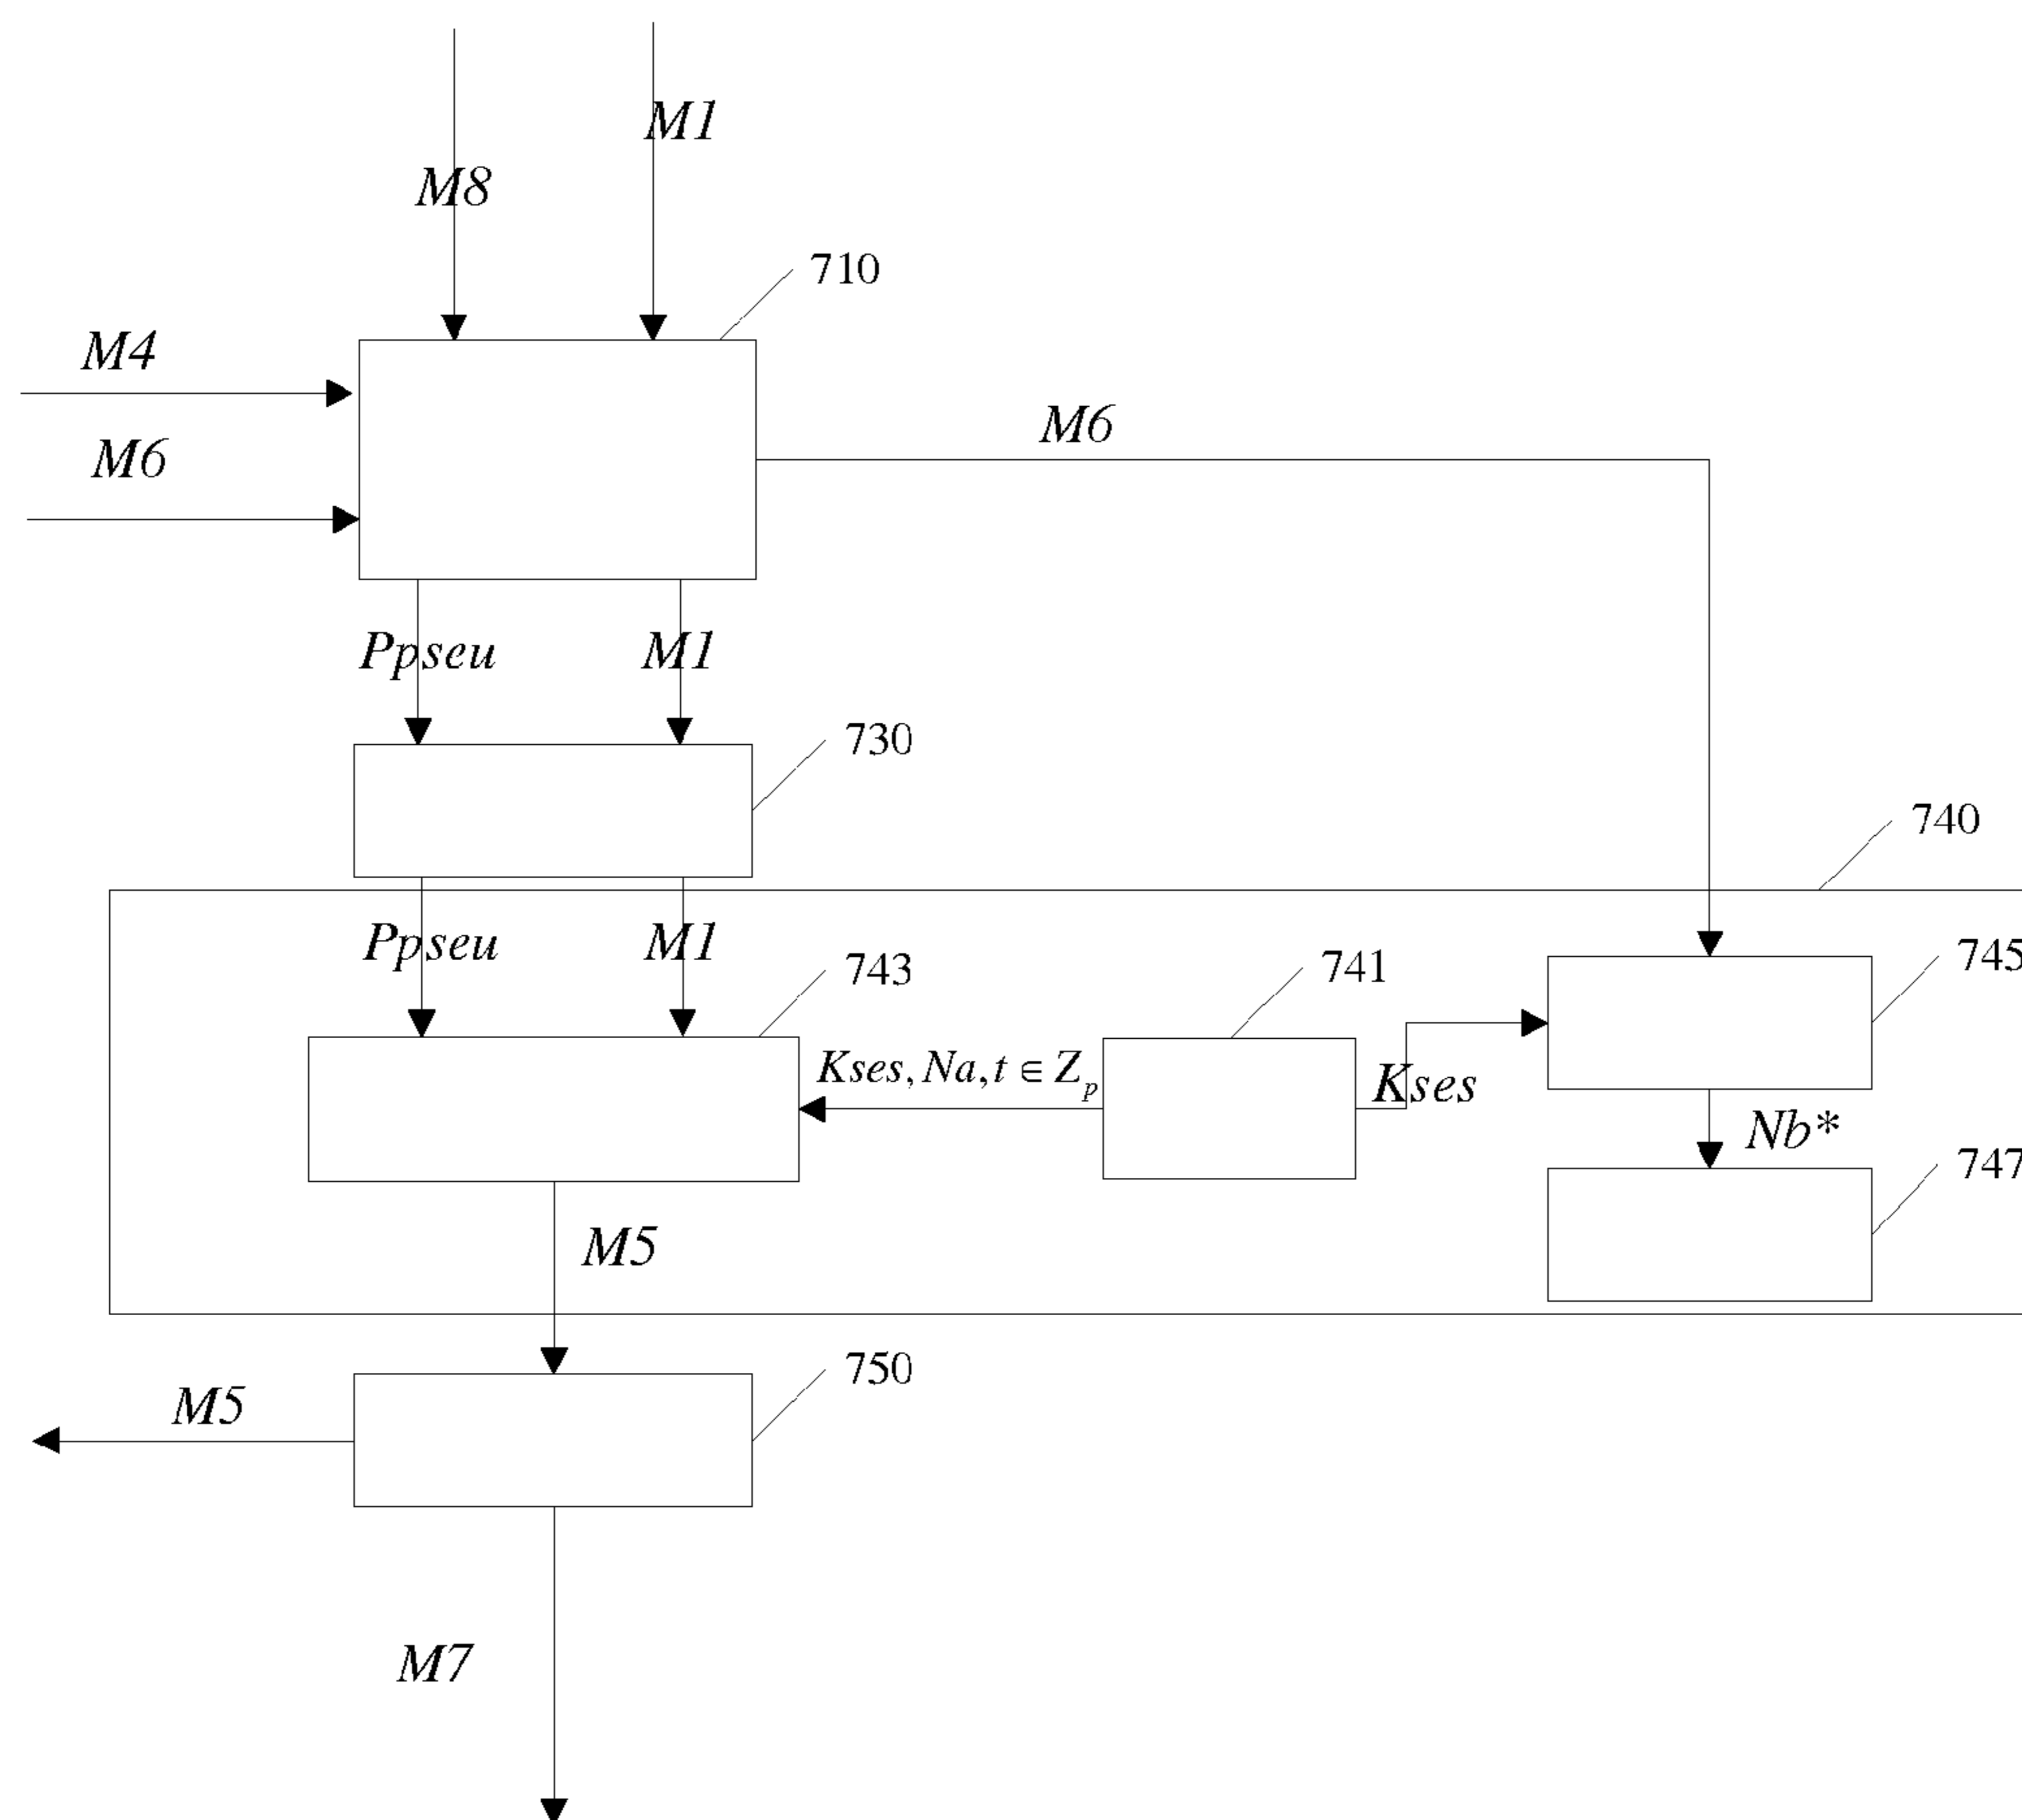 M1
M8
710
M4
M6
M6
Ppseu
M1
730
740
Ppseu
M1
743
741
745
Kses, Na, t ∈ Z_p
Kses
Nb*
747
M5
750
M5
M7